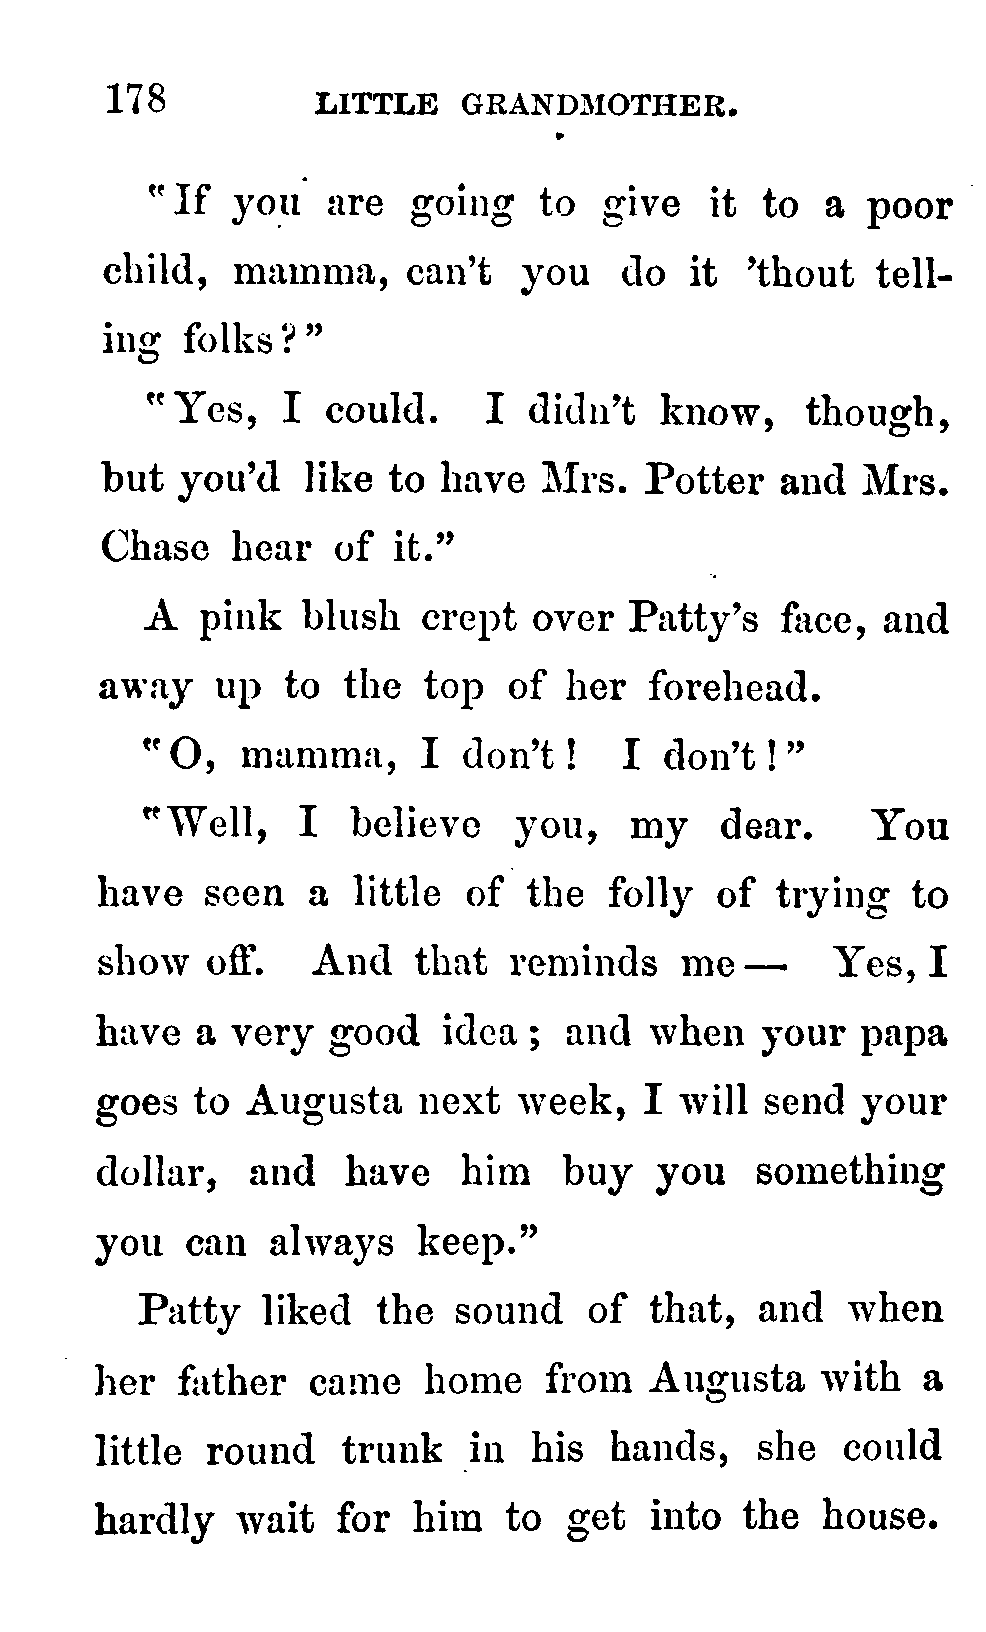 178 LITTLE GRANDMOTHER.
"If you are going to give it to a poor
child, mamma, can't you do it 'thout tell-
ing folks?"
"Yes, I could. I didn't know, though,
but you'd like to have Mrs. Potter and Mrs.
Chase hear of it."
A pink blush crept over Patty's face, and
away up to the top of her forehead.
"O, mamma, I don't! I don't!"
"Well, I believe you, my dear. You
have seen a little of the folly of trying to
show off. And that reminds me— Yes, I
have a very good idea; and when your papa
goes to Augusta next week, I will send your
dollar, and have him buy you something
you can always keep."
Patty liked the sound of that, and when
her father came home from Augusta with a
little round trunk in his hands, she could
hardly wait for him to get into the house.